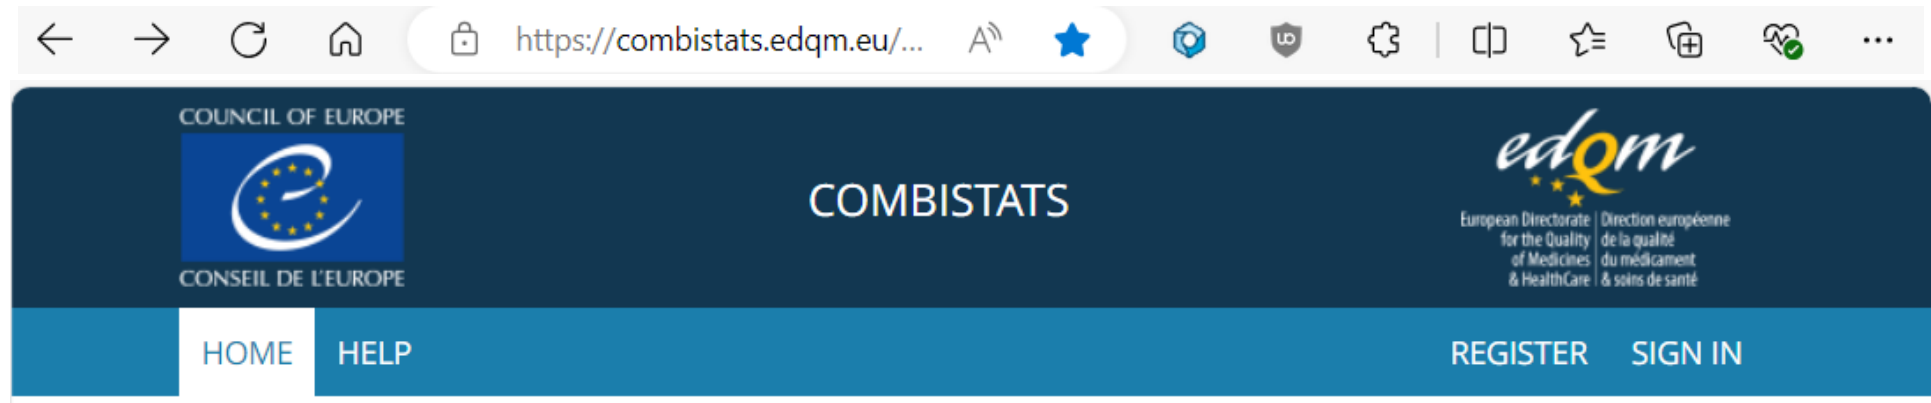 https://combistats.edqm.eu/...
COUNCIL OF EUROPE
CONSEIL DE L'EUROPE
COMBISTATS
edqm
European Directorate
for the Quality
of Medicines
& HealthCare
Direction européenne
de la qualité
du médicament
& soins de santé
HOME HELP REGISTER SIGN IN